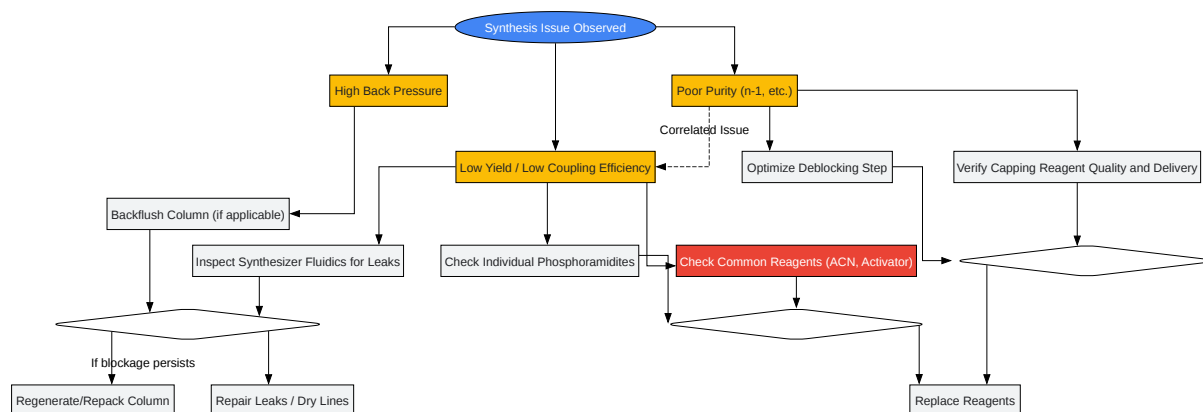 Synthesis Issue Observed
High Back Pressure
Poor Purity (n-1, etc.)
Correlated Issue
Low Yield / Low Coupling Efficiency
Optimize Deblocking Step
Verify Capping Reagent Quality and Delivery
Backflush Column (if applicable)
Inspect Synthesizer Fluidics for Leaks
Check Individual Phosphoramidites
Check Common Reagents (ACN, Activator)
If blockage persists
Regenerate/Repack Column
Repair Leaks / Dry Lines
Replace Reagents